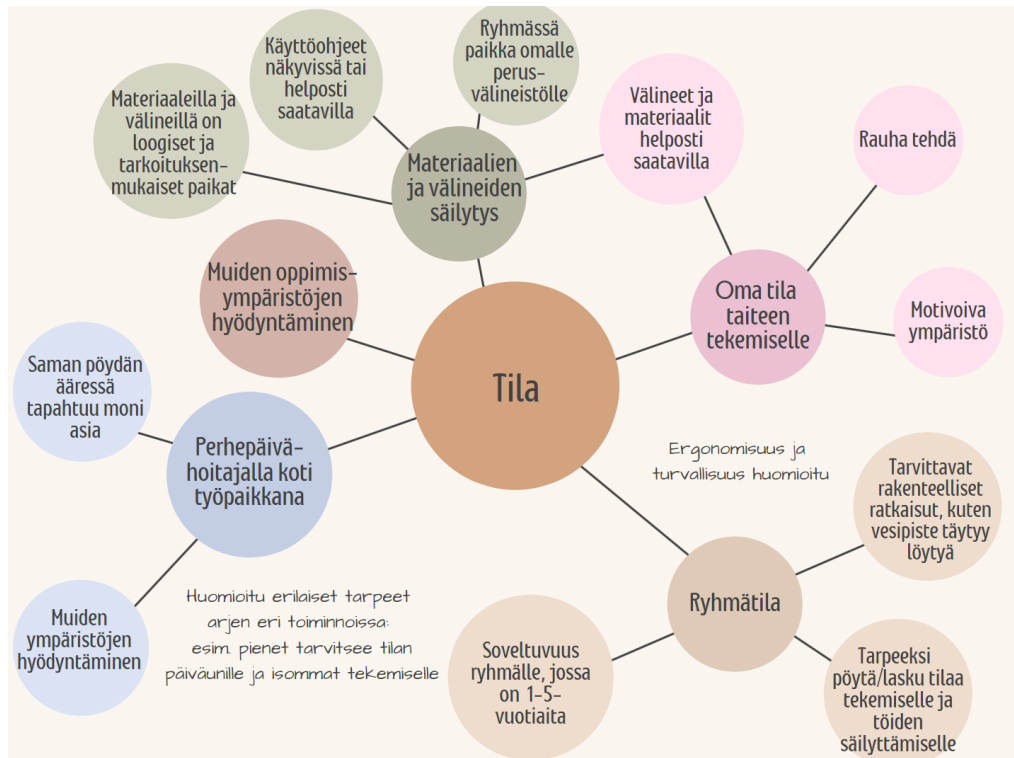 Käyttöohjeet
näkyvissä tai
helposti
saatavilla
Ryhmässä
paikka omalle
perus-
välineistölle
Materiaaleilla ja
välineillä on
loogiset ja
tarkoituksen-
mukaiset paikat
Materiaalien
ja välineiden
säilytys
Välineet ja
materiaalit
helposti
saatavilla
Rauha tehdä
Muiden oppimis-
ympäristöjen
hyödyntäminen
Oma tila
taiteen
tekemiselle
Motivoiva
ympäristö
Saman pöydän
ääressä
tapahtuu moni
asia
Tila
Perhepäivä-
hoitajalla koti
työpaikkana
Ergonomisuus ja
turvallisuus huomioitu
Tarvittavat
rakenteelliset
ratkaisut, kuten
vesipiste täytyy
löytyä
Muiden
ympäristöjen
hyödyntäminen
Huomioitu erilaiset tarpeet
arjen eri toiminnoissa:
esim. pienet tarvitsee tilan
päiväunille ja isommat tekemiselle
Ryhmätila
Soveltuvuus
ryhmälle, jossa
on 1-5-
vuotiaita
Tarpeeksi
pöytä/lasku tilaa
tekemiselle ja
töiden
säilyttämiselle